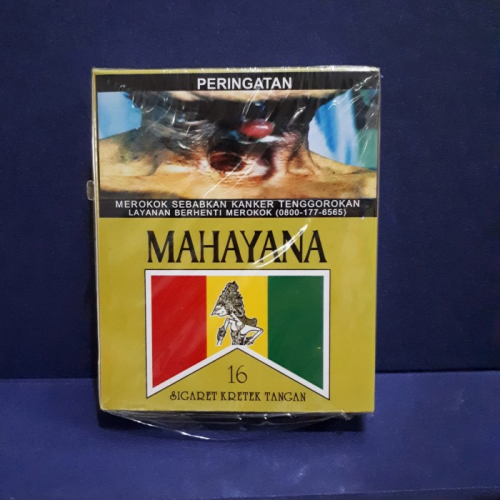 PERINGATAN
MEROKOK SEBABKAN KANKER TENGGOROKAN
LAYANAN BERHENTI MEROKOK (0800-177-6565)
MAHAYANA
16
SIGARET KRETEK TANGAN